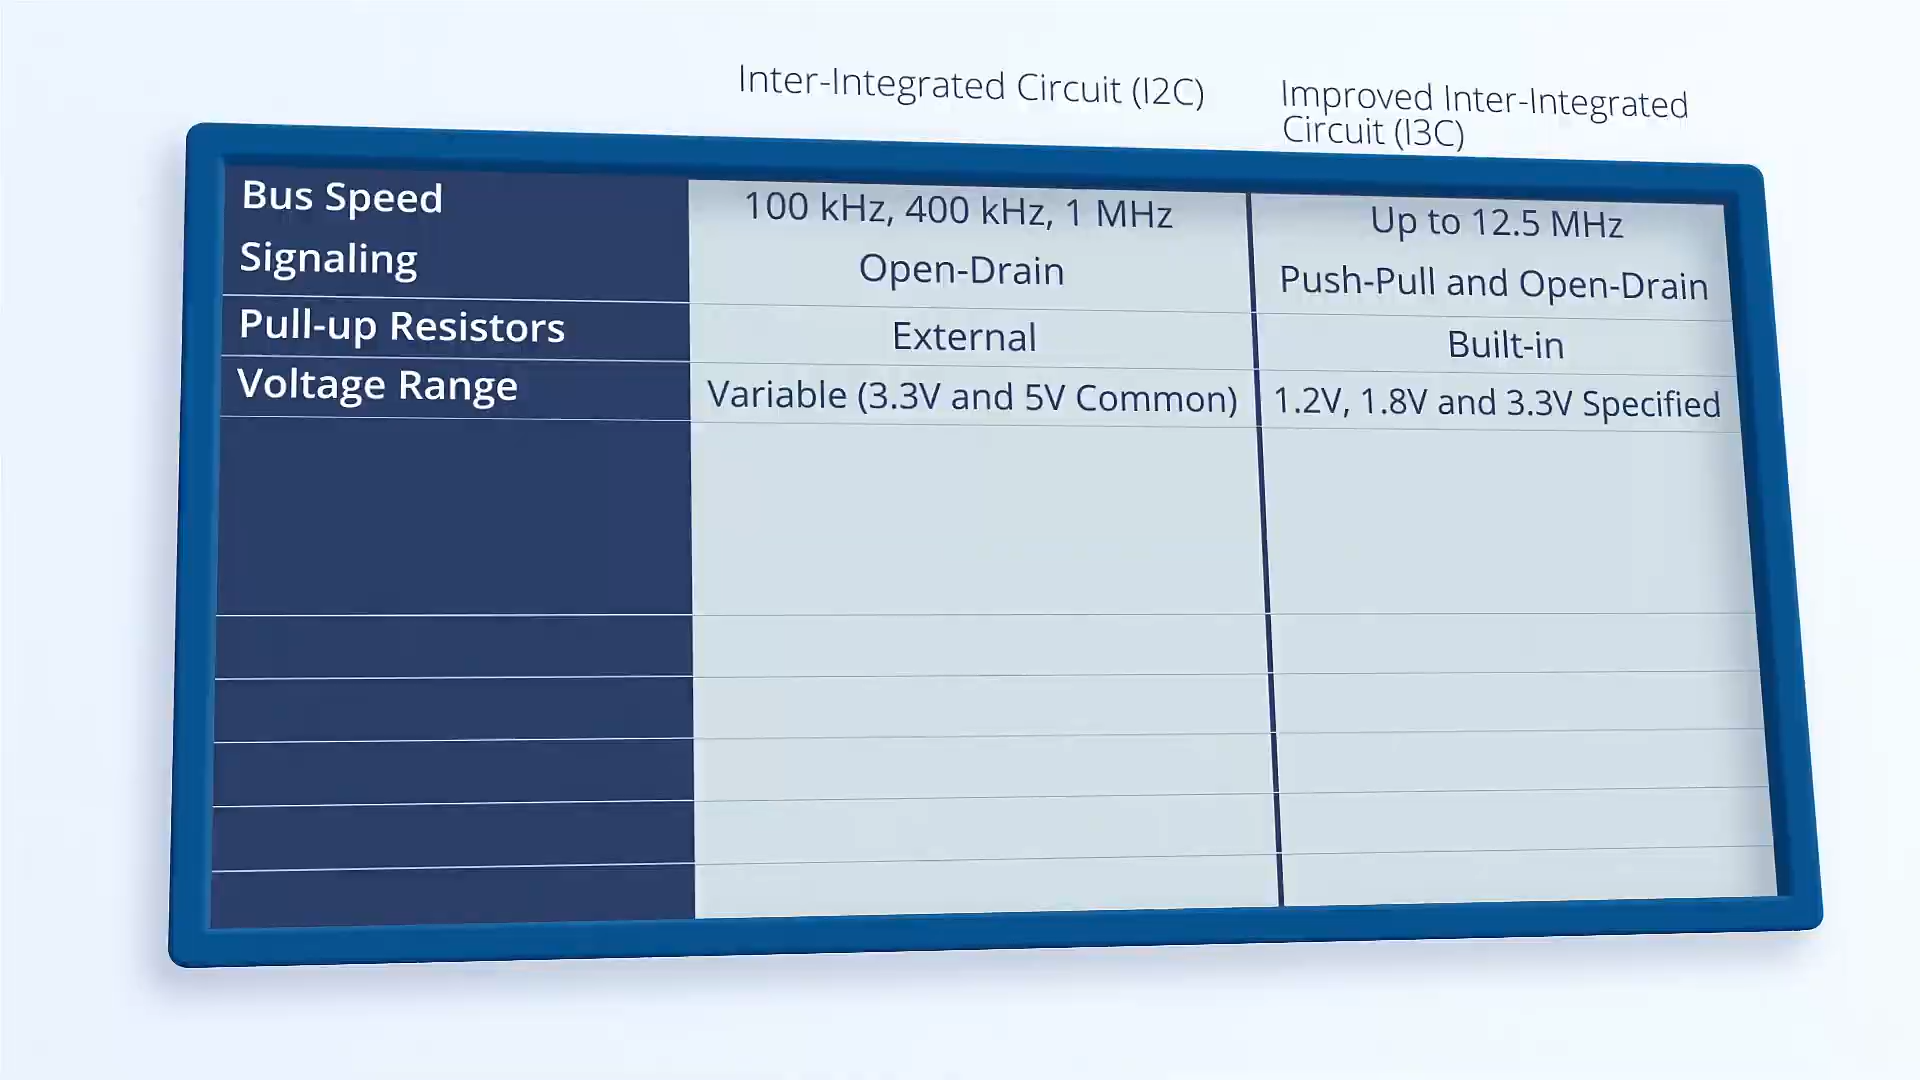 Inter-Integrated Circuit (I2C)
Improved Inter-Integrated
Circuit (I3C)
Bus Speed
100 kHz, 400 kHz, 1 MHz
Up to 12.5 MHz
Signaling
Open-Drain
Push-Pull and Open-Drain
Pull-up Resistors
External
Built-in
Voltage Range
Variable (3.3V and 5V Common)
1.2V, 1.8V and 3.3V Specified